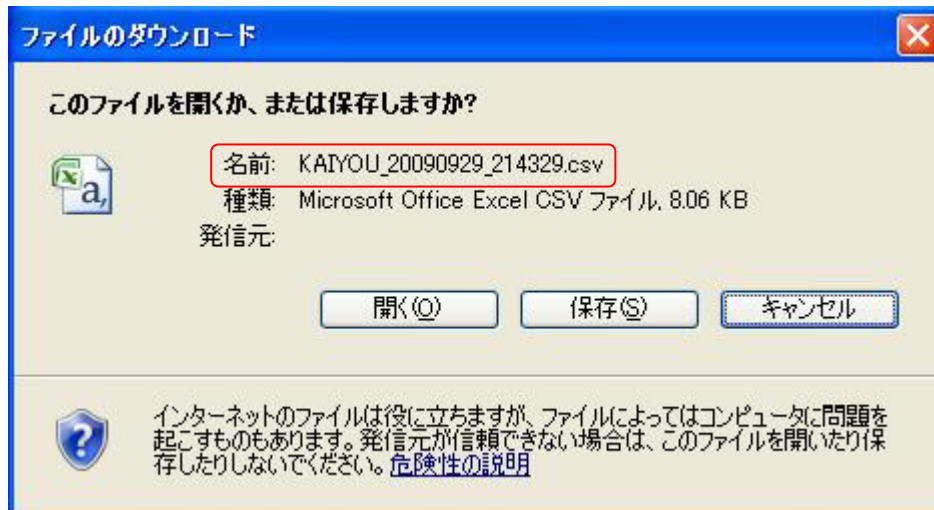 ファイルのダウンロード
このファイルを開くか、または保存しますか?
名前: KAIYOU_20090929_214329.csv
種類: Microsoft Office Excel CSV ファイル, 8.06 KB
発信元:
開く(O) 保存(S) キャンセル
インターネットのファイルは役に立ちますが、ファイルによってはコンピュータに問題を
起こすものもあります。発信元が信頼できない場合は、このファイルを開いたり保
存したりしないでください。危険性の説明